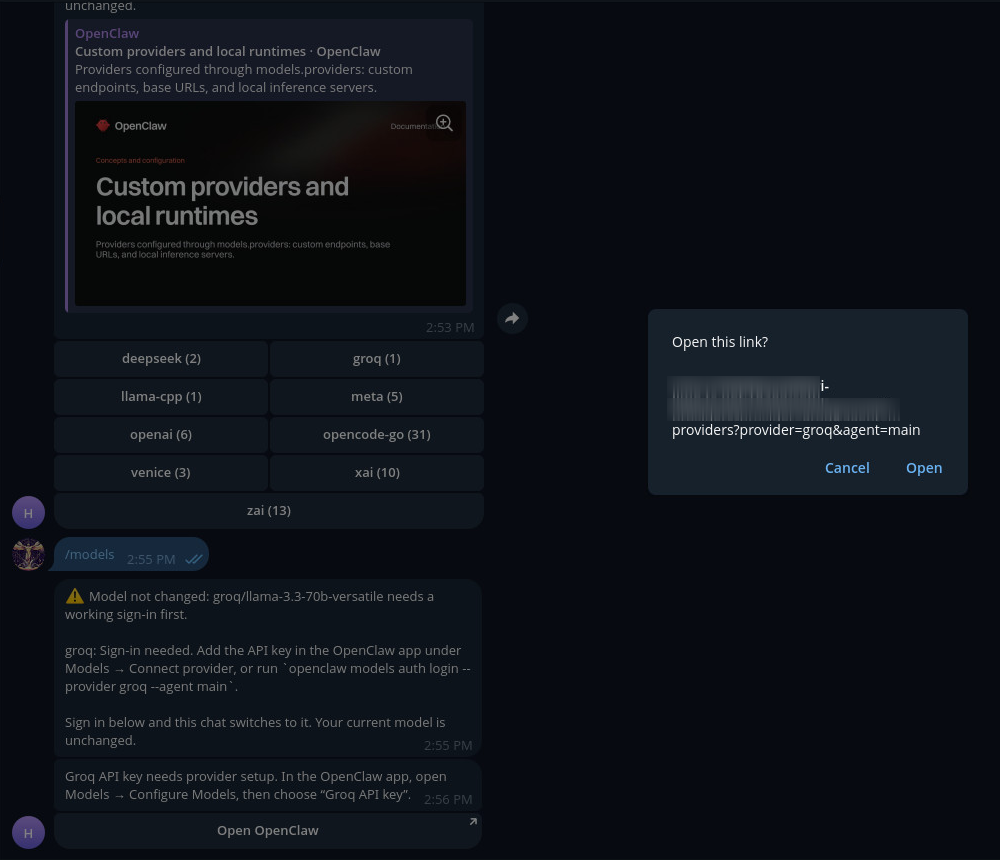 unchanged.
OpenClaw
Custom providers and local runtimes · OpenClaw
Providers configured through models.providers: custom
endpoints, base URLs, and local inference servers.
OpenClaw
Concepts and configuration
Custom providers and
local runtimes
Providers configured through models.providers: custom endpoints, base
URLs, and local inference servers.
2:53 PM
deepseek (2)
groq (1)
llama-cpp (1)
meta (5)
openai (6)
opencode-go (31)
venice (3)
xai (10)
zai (13)
H
/models 2:55 PM
⚠️ Model not changed: groq/llama-3.3-70b-versatile needs a
working sign-in first.
groq: Sign-in needed. Add the API key in the OpenClaw app under
Models → Connect provider, or run `openclaw models auth login --
provider groq --agent main`.
Sign in below and this chat switches to it. Your current model is
unchanged.
2:55 PM
Groq API key needs provider setup. In the OpenClaw app, open
Models → Configure Models, then choose “Groq API key”. 2:56 PM
Open OpenClaw
H
Open this link?
i-
providers?provider=groq&agent=main
Cancel
Open